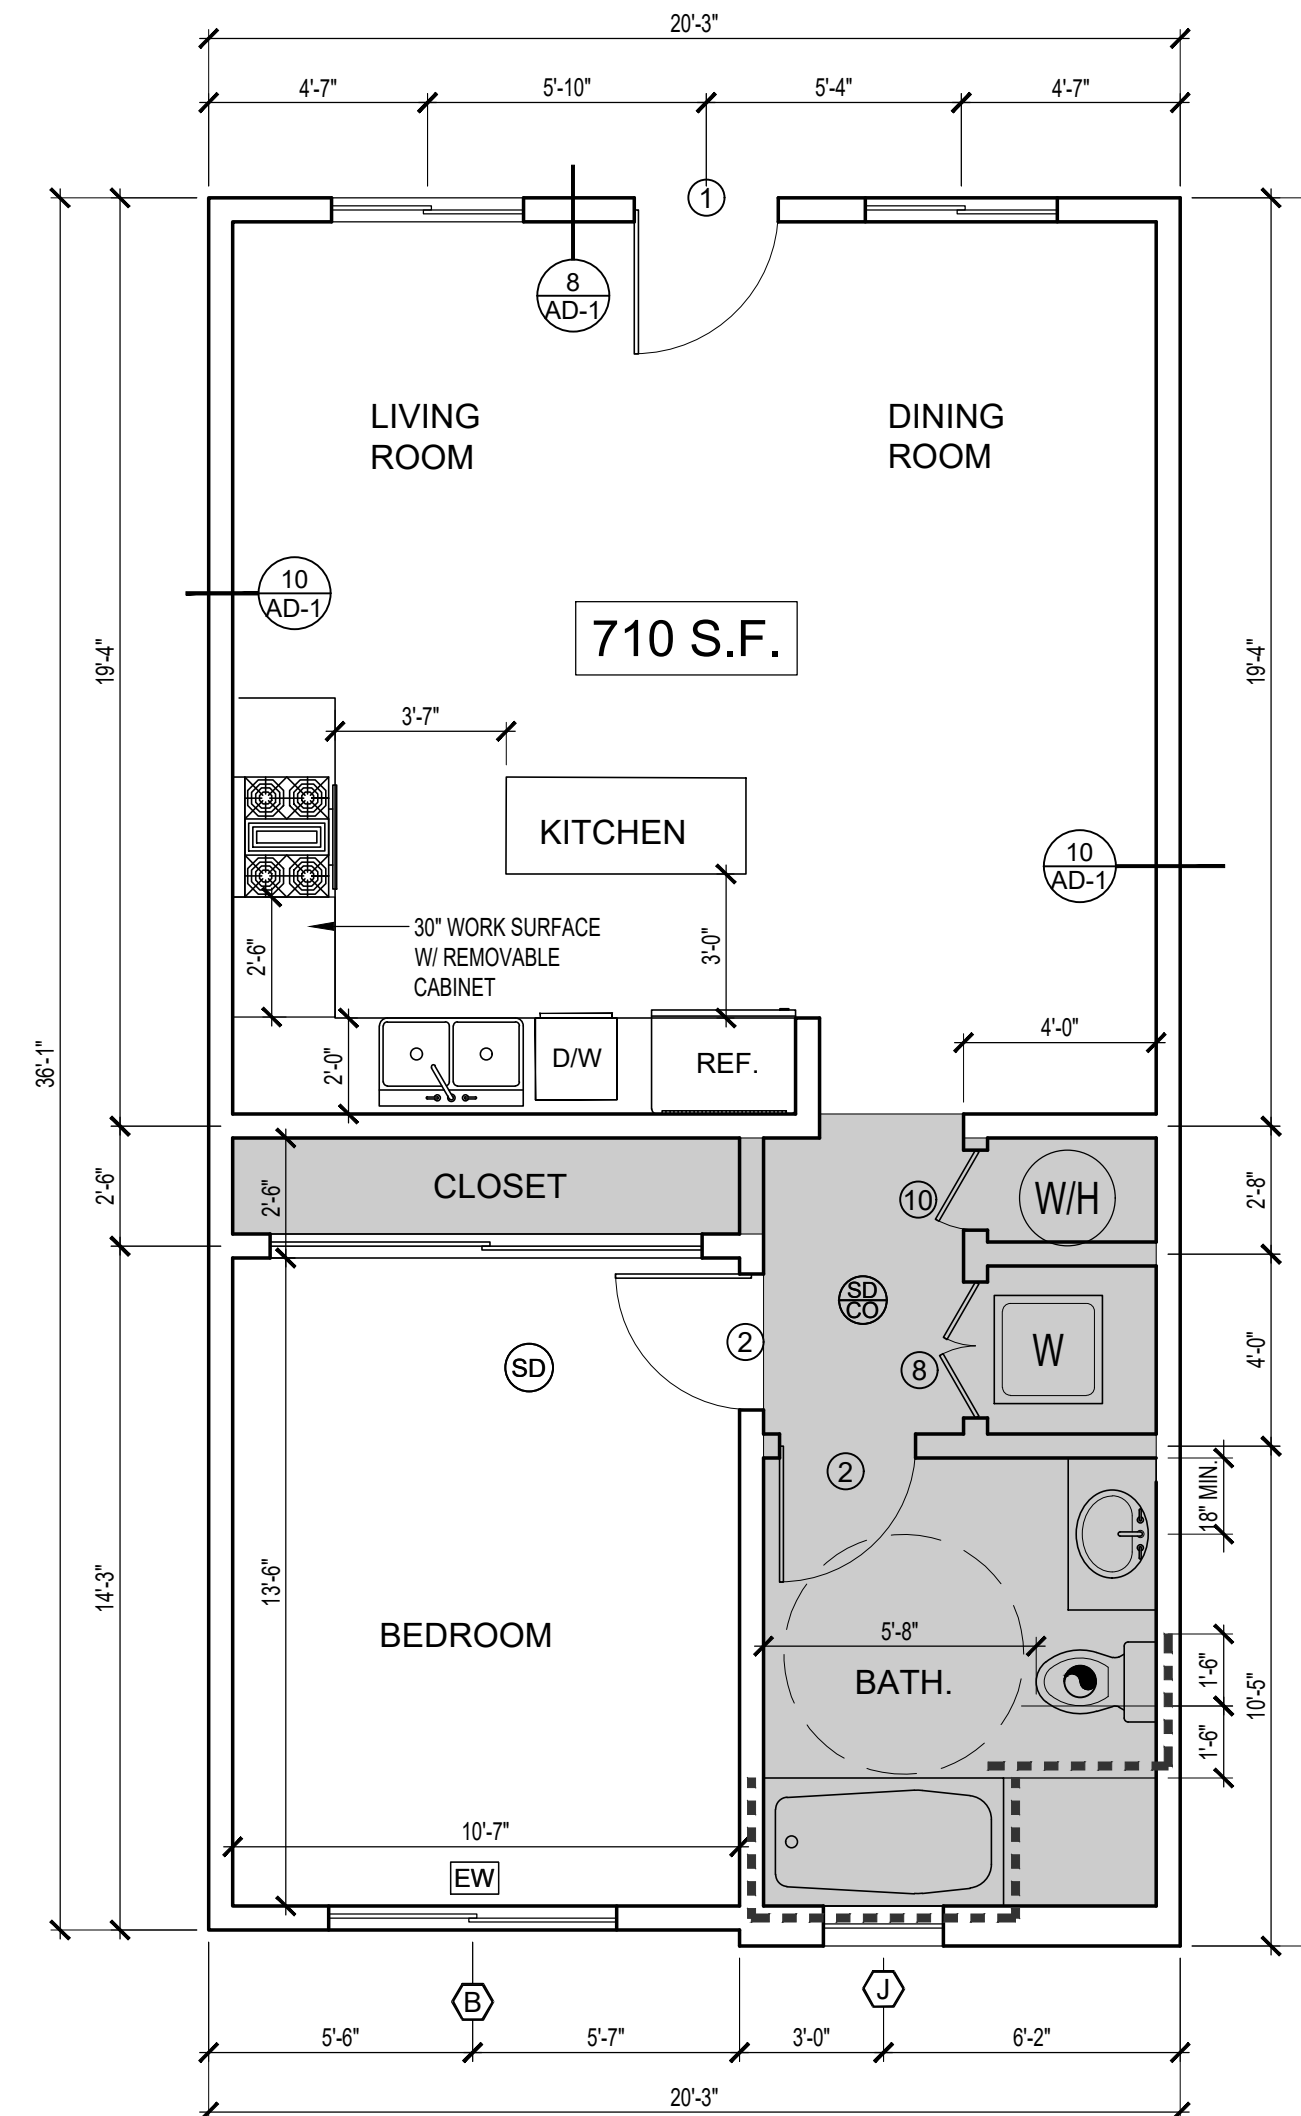 20'-3"
4'-7"
5'-10"
5'-4"
4'-7"
1
8
AD-1
LIVING
ROOM
DINING
ROOM
10
AD-1
710 S.F.
19'-4"
19'-4"
3'-7"
KITCHEN
10
AD-1
30" WORK SURFACE
W/ REMOVABLE
CABINET
2'-6"
3'-0"
36'-1"
2'-0"
D/W
REF.
4'-0"
2'-6"
2'-6"
CLOSET
10
W/H
2'-8"
SD
CO
SD
2
8
W
4'-0"
2
18" MIN.
14'-3"
13'-6"
BEDROOM
5'-8"
BATH.
1'-6"
10'-5"
1'-6"
10'-7"
EW
B
J
5'-6"
5'-7"
3'-0"
6'-2"
20'-3"